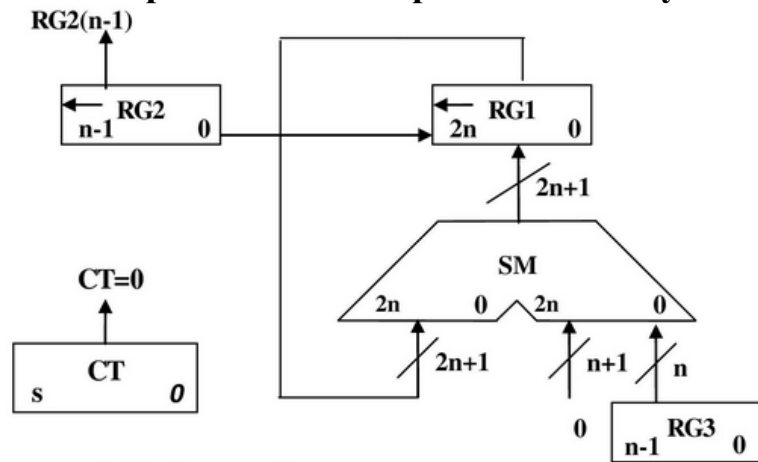 RG2(n-1)
RG2
n-1 0
RG1
2n 0
2n+1
CT=0
SM
2n 0 2n 0
CT
s 0
2n+1
n+1
n
0
RG3
n-1 0